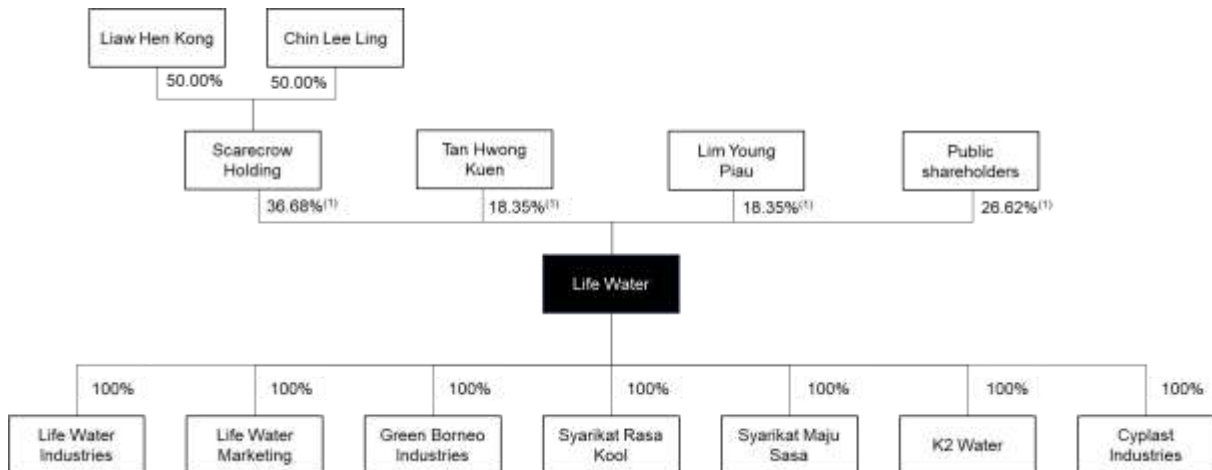 Liaw Hen Kong
Chin Lee Ling
50.00%
50.00%
Scarecrow
Holding
Tan Hwong
Kuen
Lim Young
Piau
Public
shareholders
36.68%(1)
18.35%(1)
18.35%(1)
26.62%(1)
Life Water
100%
100%
100%
100%
100%
100%
100%
Life Water
Industries
Life Water
Marketing
Green Borneo
Industries
Syarikat Rasa
Kool
Syarikat Maju
Sasa
K2 Water
Cyplast
Industries